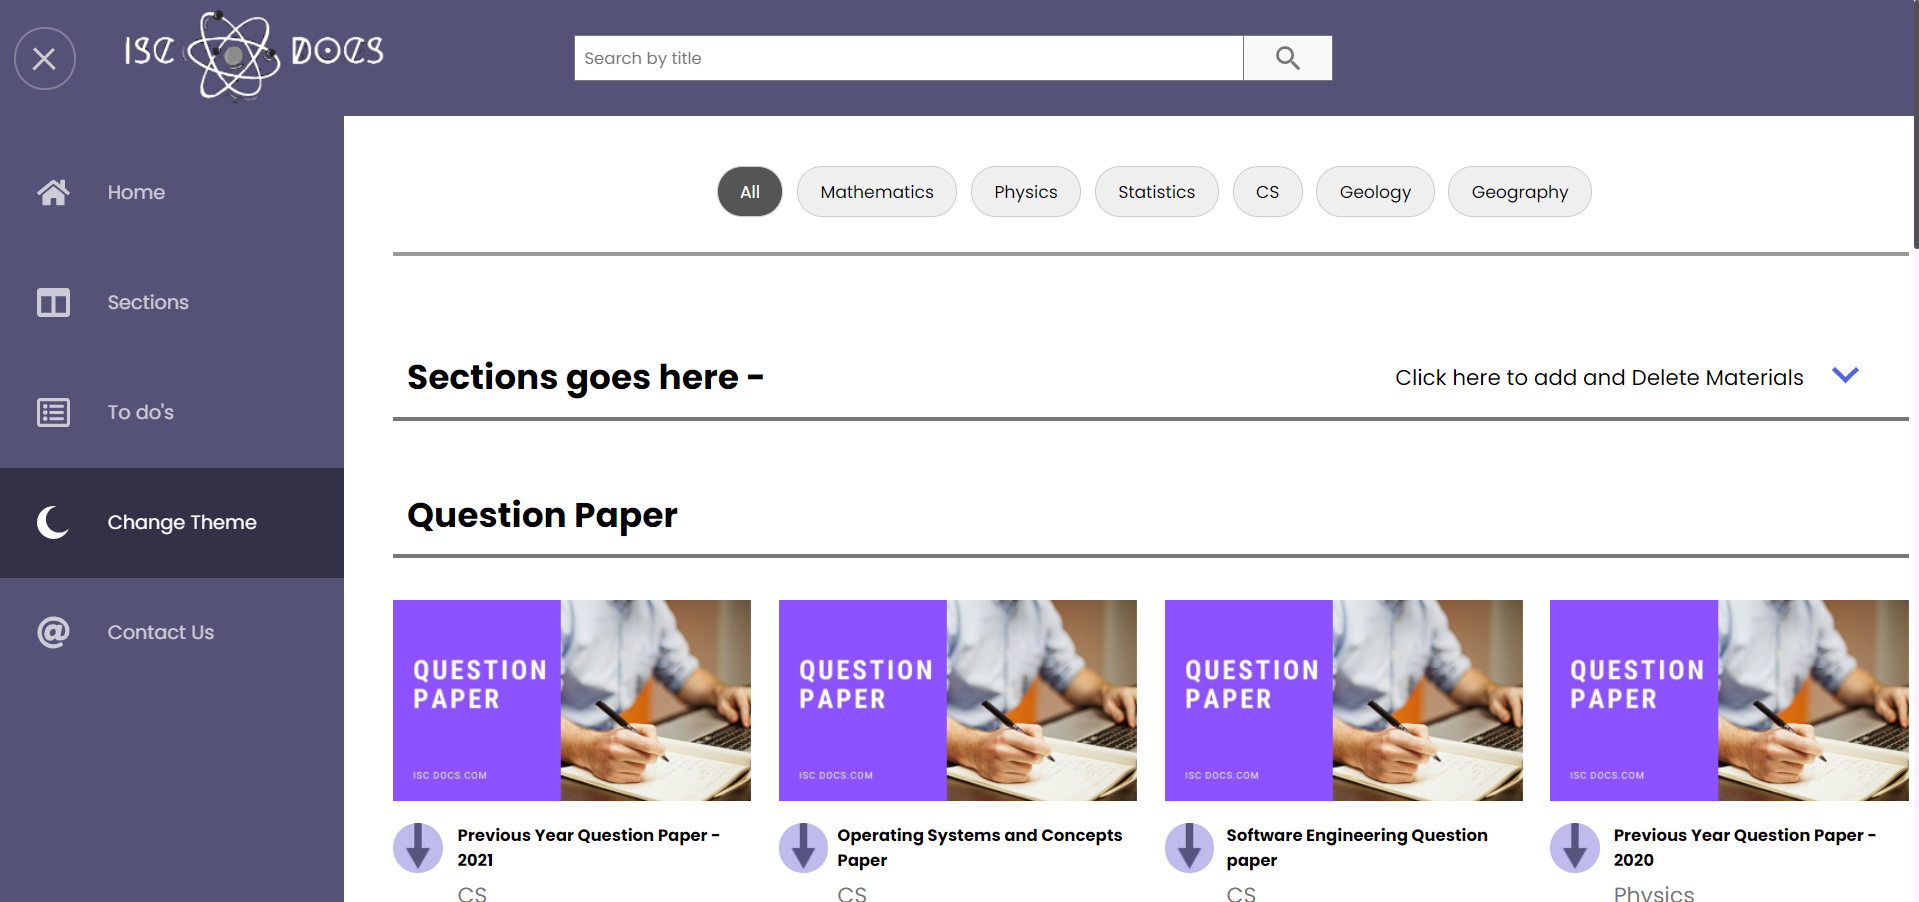 ISC DOCS
Search by title
Home
Sections
To do's
Change Theme
Contact Us
All Mathematics Physics Statistics CS Geology Geography
Sections goes here -
Click here to add and Delete Materials
Question Paper
QUESTION
PAPER
ISC DOCS.COM
QUESTION
PAPER
ISC DOCS.COM
QUESTION
PAPER
ISC DOCS.COM
QUESTION
PAPER
ISC DOCS.COM
Previous Year Question Paper -
2021
CS
Operating Systems and Concepts
Paper
CS
Software Engineering Question
paper
CS
Previous Year Question Paper -
2020
Physics